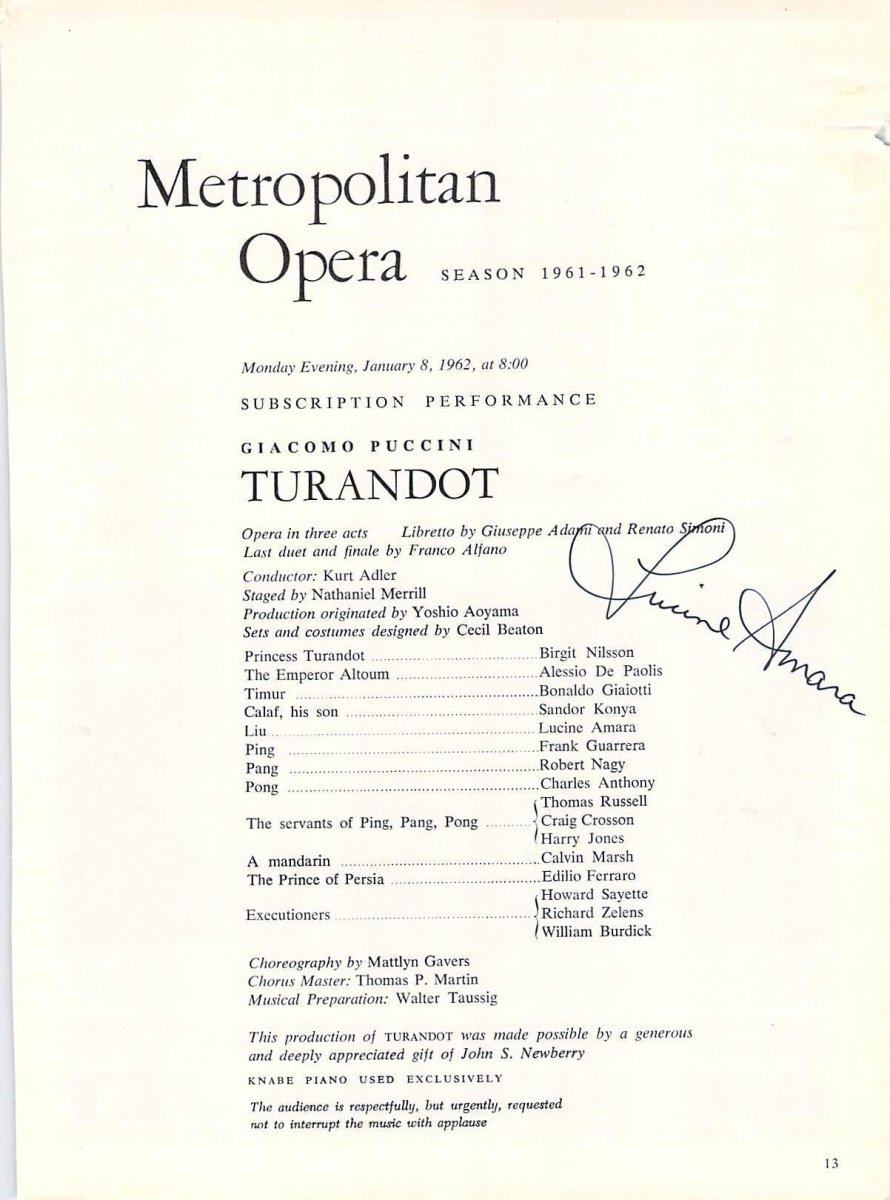 Metropolitan
Opera SEASON 1961-1962
Monday Evening, January 8, 1962, at 8:00
SUBSCRIPTION PERFORMANCE
GIACOMO PUCCINI
TURANDOT
Opera in three acts Libretto by Giuseppe Adami and Renato Simoni
Last duet and finale by Franco Alfano
Lucine Amara
Conductor: Kurt Adler
Staged by Nathaniel Merrill
Production originated by Yoshio Aoyama
Sets and costumes designed by Cecil Beaton
Princess Turandot ........ Birgit Nilsson
The Emperor Altoum ........ Alessio De Paolis
Timur ........ Bonaldo Giaiotti
Calaf, his son ........ Sandor Konya
Liu ........ Lucine Amara
Ping ........ Frank Guarrera
Pang ........ Robert Nagy
Pong ........ Charles Anthony
Thomas Russell
The servants of Ping, Pang, Pong ........ Craig Crosson
Harry Jones
A mandarin ........ Calvin Marsh
The Prince of Persia ........ Edilio Ferraro
Howard Sayette
Executioners ........ Richard Zelens
William Burdick
Choreography by Mattlyn Gavers
Chorus Master: Thomas P. Martin
Musical Preparation: Walter Taussig
This production of TURANDOT was made possible by a generous
and deeply appreciated gift of John S. Newberry
KNABE PIANO USED EXCLUSIVELY
The audience is respectfully, but urgently, requested
not to interrupt the music with applause
13